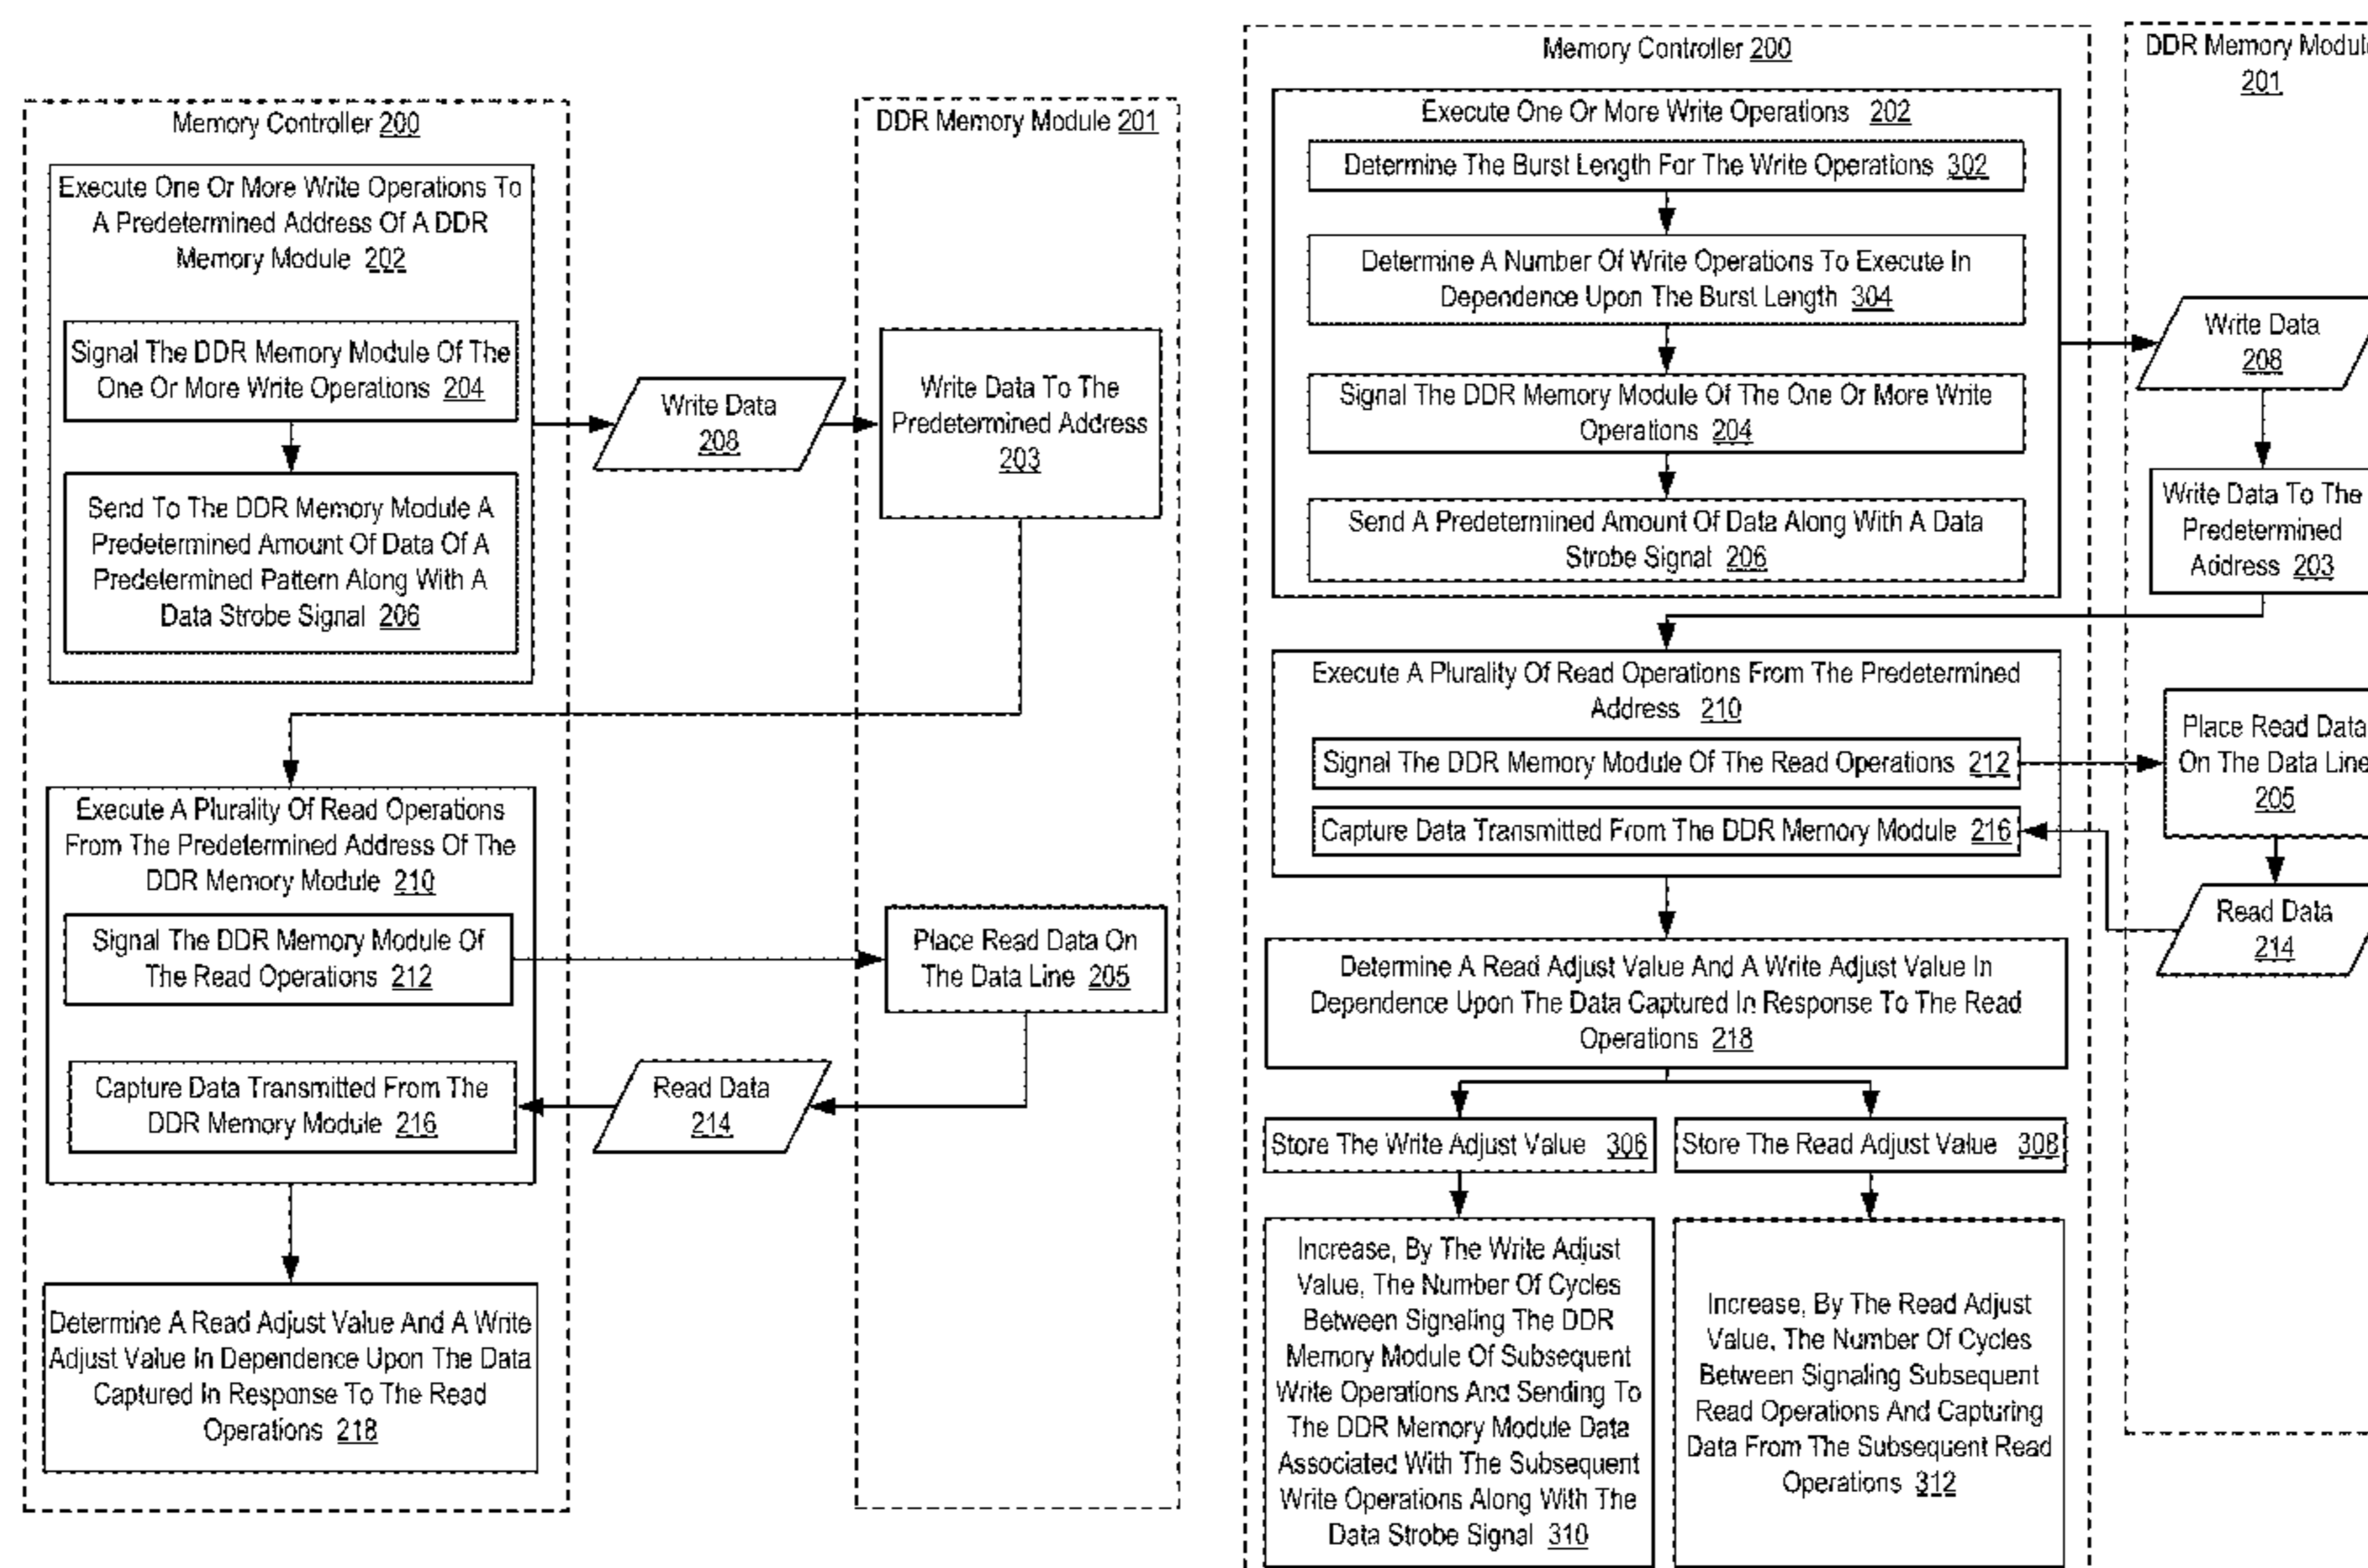 Memory Controller 200
Execute One Or More Write Operations To
A Predetermined Address Of A DDR
Memory Module 202
Signal The DDR Memory Module Of The
One Or More Write Operations 204
Send To The DDR Memory Module A
Predetermined Amount Of Data Of A
Predetermined Pattern Along With A
Data Strobe Signal 206
Write Data
208
DDR Memory Module 201
Write Data To The
Predetermined Address
203
Execute A Plurality Of Read Operations
From The Predetermined Address Of The
DDR Memory Module 210
Signal The DDR Memory Module Of
The Read Operations 212
Place Read Data On
The Data Line 205
Capture Data Transmitted From The
DDR Memory Module 216
Read Data
214
Determine A Read Adjust Value And A Write
Adjust Value In Dependence Upon The Data
Captured In Response To The Read
Operations 218
Memory Controller 200
Execute One Or More Write Operations 202
Determine The Burst Length For The Write Operations 302
Determine A Number Of Write Operations To Execute In
Dependence Upon The Burst Length 304
Signal The DDR Memory Module Of The One Or More Write
Operations 204
Send A Predetermined Amount Of Data Along With A Data
Strobe Signal 206
DDR Memory Module
201
Write Data
208
Write Data To The
Predetermined
Address 203
Execute A Plurality Of Read Operations From The Predetermined
Address 210
Signal The DDR Memory Module Of The Read Operations 212
Capture Data Transmitted From The DDR Memory Module 216
Place Read Data
On The Data Line
205
Read Data
214
Determine A Read Adjust Value And A Write Adjust Value In
Dependence Upon The Data Captured In Response To The Read
Operations 218
Store The Write Adjust Value 306
Store The Read Adjust Value 308
Increase, By The Write Adjust
Value, The Number Of Cycles
Between Signaling The DDR
Memory Module Of Subsequent
Write Operations And Sending To
The DDR Memory Module Data
Associated With The Subsequent
Write Operations Along With The
Data Strobe Signal 310
Increase, By The Read Adjust
Value, The Number Of Cycles
Between Signaling Subsequent
Read Operations And Capturing
Data From The Subsequent Read
Operations 312